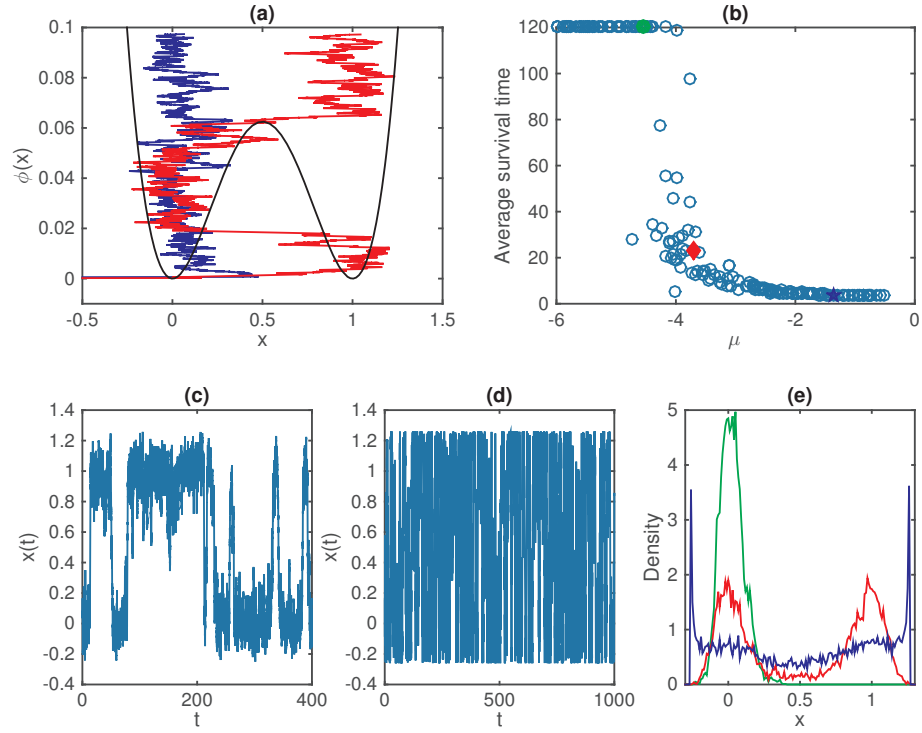 (a)
0.1
0.08
0.06
0.04
0.02
0
ϕ(x)
-0.5 0 0.5 1 1.5
x
(b)
120
100
80
60
40
20
0
Average survival time
-6 -4 -2 0
μ
(c)
1.4
1.2
1
0.8
0.6
0.4
0.2
0
-0.2
-0.4
x(t)
0 200 400
t
(d)
1.4
1.2
1
0.8
0.6
0.4
0.2
0
-0.2
-0.4
x(t)
0 500 1000
t
(e)
5
4
3
2
1
0
Density
0 0.5 1
x